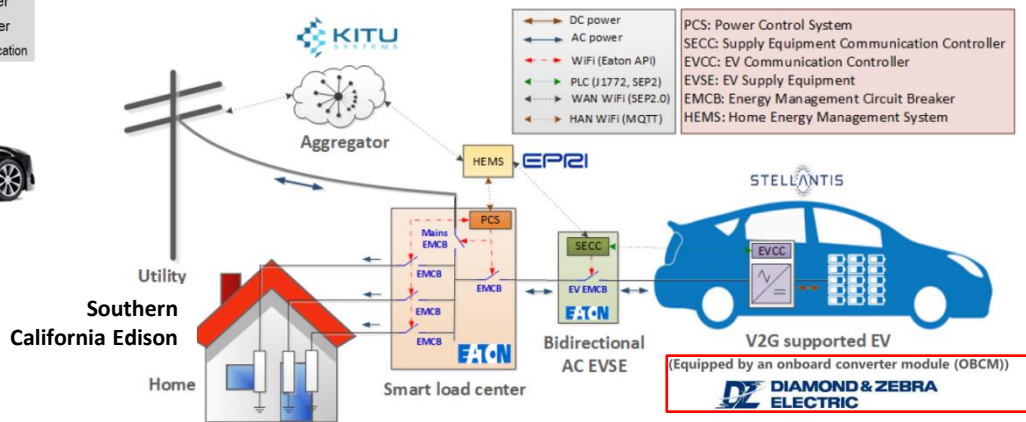 er
er
ication
KITU
SYSTEMS
Aggregator
DC power
AC power
WiFi (Eaton API)
PLC (J1772, SEP2)
WAN WiFi (SEP2.0)
HAN WiFi (MQTT)
PCS: Power Control System
SECC: Supply Equipment Communication Controller
EVCC: EV Communication Controller
EVSE: EV Supply Equipment
EMCB: Energy Management Circuit Breaker
HEMS: Home Energy Management System
HEMS
EPRI
STELLANTIS
PCS
Mains
EMCB
SECC
EVCC
EMCB
EMCB
EV EMCB
EMCB
EMCB
EATON
EATON
Utility
Southern
California Edison
Home
Smart load center
Bidirectional
AC EVSE
V2G supported EV
(Equipped by an onboard converter module (OBCM))
DZ DIAMOND & ZEBRA
ELECTRIC